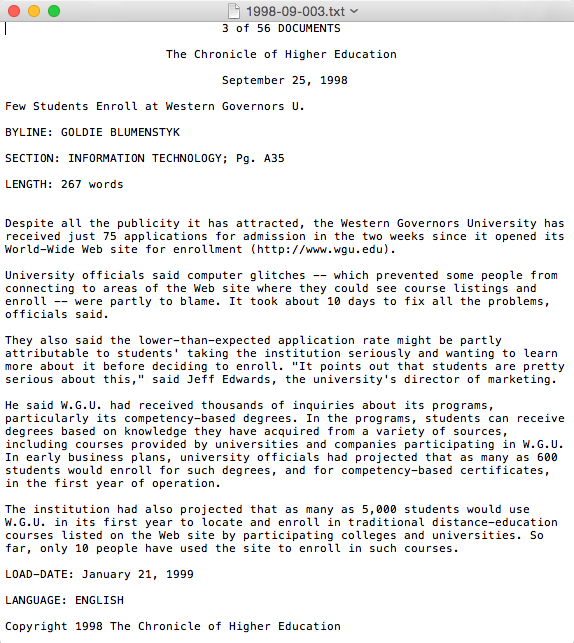 1998-09-003.txt
3 of 56 DOCUMENTS
The Chronicle of Higher Education
September 25, 1998
Few Students Enroll at Western Governors U.
BYLINE: GOLDIE BLUMENSTYK
SECTION: INFORMATION TECHNOLOGY; Pg. A35
LENGTH: 267 words
Despite all the publicity it has attracted, the Western Governors University has
received just 75 applications for admission in the two weeks since it opened its
World-Wide Web site for enrollment (http://www.wgu.edu).
University officials said computer glitches -- which prevented some people from
connecting to areas of the Web site where they could see course listings and
enroll -- were partly to blame. It took about 10 days to fix all the problems,
officials said.
They also said the lower-than-expected application rate might be partly
attributable to students' taking the institution seriously and wanting to learn
more about it before deciding to enroll. "It points out that students are pretty
serious about this," said Jeff Edwards, the university's director of marketing.
He said W.G.U. had received thousands of inquiries about its programs,
particularly its competency-based degrees. In the programs, students can receive
degrees based on knowledge they have acquired from a variety of sources,
including courses provided by universities and companies participating in W.G.U.
In early business plans, university officials had projected that as many as 600
students would enroll for such degrees, and for competency-based certificates,
in the first year of operation.
The institution had also projected that as many as 5,000 students would use
W.G.U. in its first year to locate and enroll in traditional distance-education
courses listed on the Web site by participating colleges and universities. So
far, only 10 people have used the site to enroll in such courses.
LOAD-DATE: January 21, 1999
LANGUAGE: ENGLISH
Copyright 1998 The Chronicle of Higher Education